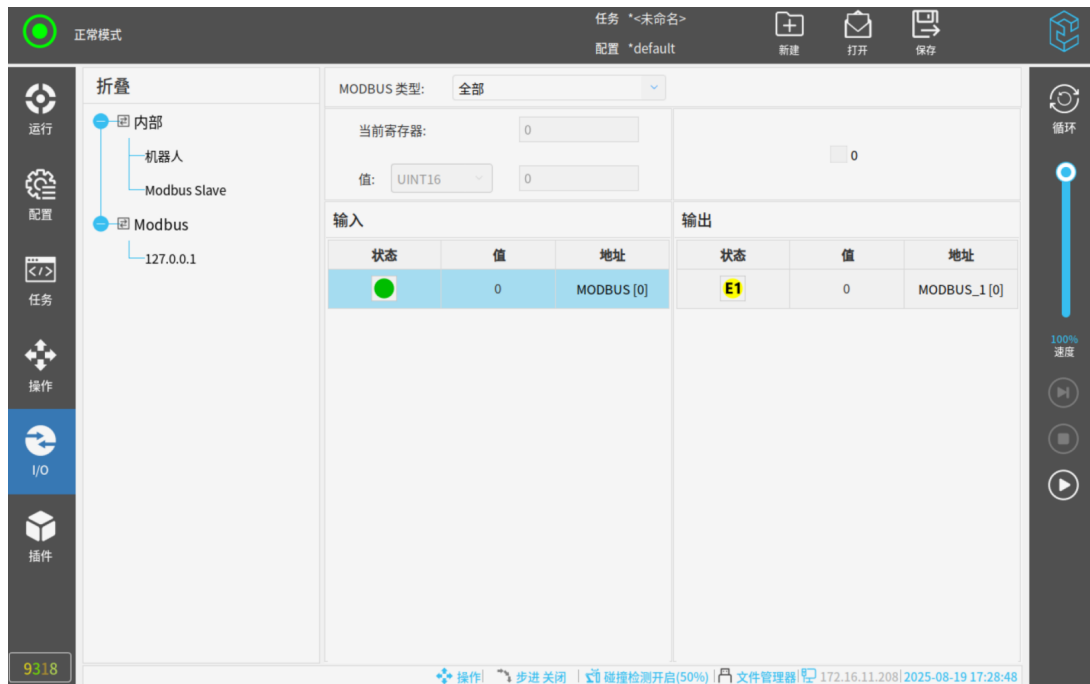 正常模式
任务 *<未命名>
配置 *default
新建
打开
保存
运行
配置
任务
操作
I/O
插件
9318
折叠
内部
机器人
Modbus Slave
Modbus
127.0.0.1
MODBUS 类型: 全部
当前寄存器: 0
值: UINT16 0
0
输入
状态 值 地址
0 MODBUS [0]
输出
状态 值 地址
E1 0 MODBUS_1 [0]
循环
100%
速度
操作 步进 关闭 碰撞检测开启(50%) 文件管理器 172.16.11.208 2025-08-19 17:28:48